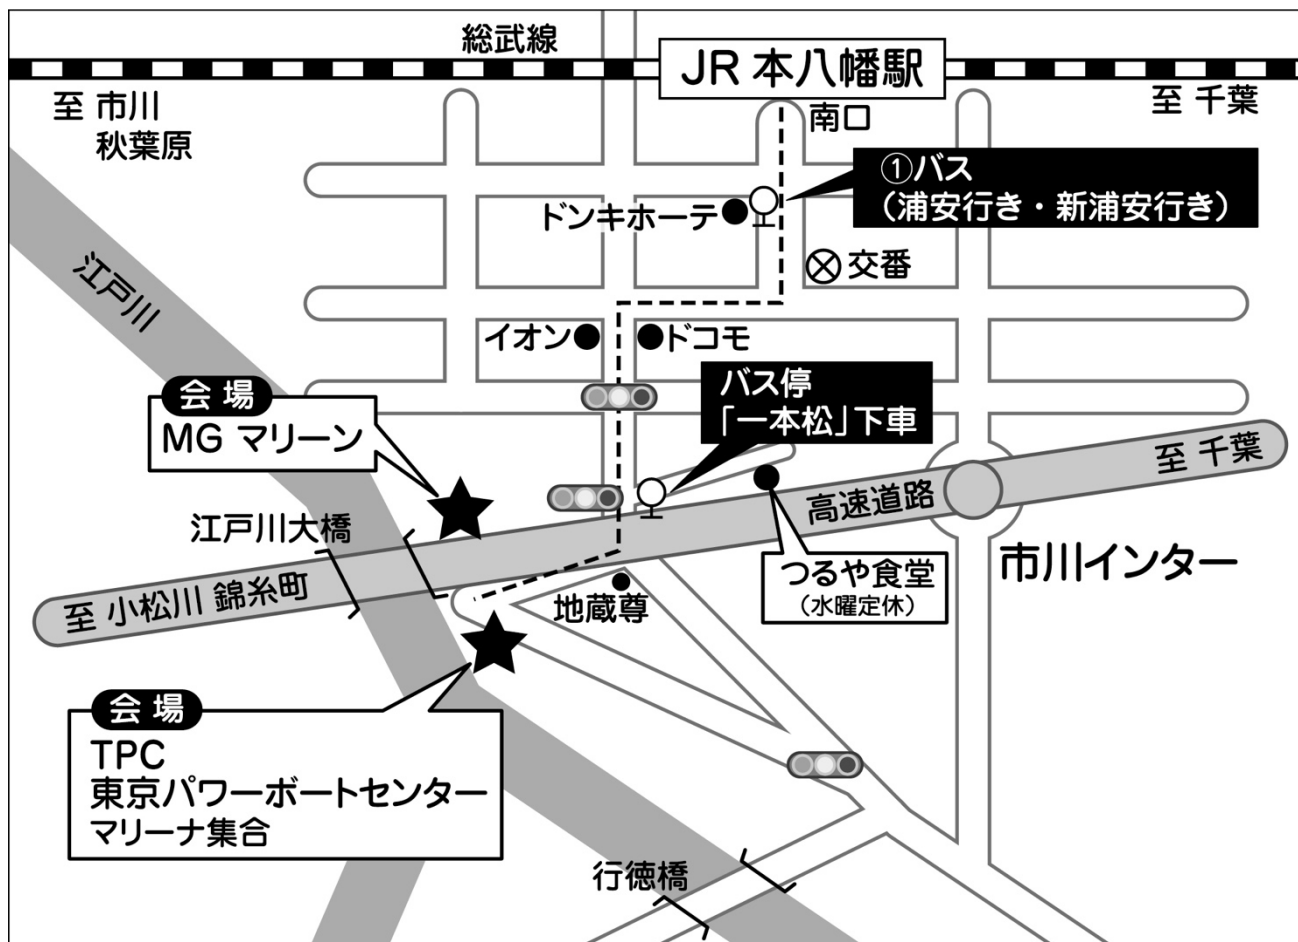 総武線
JR 本八幡駅
至 市川
秋葉原
至 千葉
南口
①バス
(浦安行き・新浦安行き)
ドンキホーテ
交番
江戸川
イオン
ドコモ
バス停
「一本松」下車
会場
MG マリーン
至 千葉
高速道路
江戸川大橋
市川インター
つるや食堂
(水曜定休)
至 小松川 錦糸町
地蔵尊
会場
TPC
東京パワーボートセンター
マリーナ集合
行徳橋